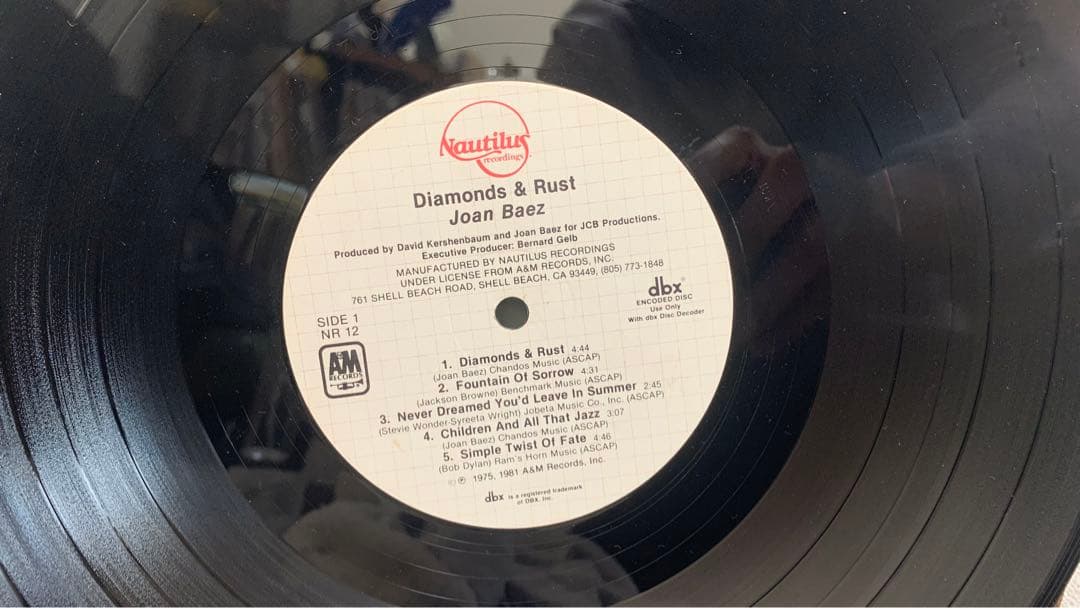 Nautilus
recordings
Diamonds & Rust
Joan Baez
Produced by David Kershenbaum and Joan Baez for JCB Productions.
Executive Producer: Bernard Gelb
MANUFACTURED BY NAUTILUS RECORDINGS
UNDER LICENSE FROM A&M RECORDS, INC.
761 SHELL BEACH ROAD, SHELL BEACH, CA 93449, (805) 773-1848
dbx®
ENCODED DISC
Use Only
With dbx Disc Decoder
SIDE 1
NR 12
A&M
RECORDS
1. Diamonds & Rust 4:44
(Joan Baez) Chandos Music (ASCAP)
2. Fountain Of Sorrow 4:31
(Jackson Browne) Benchmark Music (ASCAP)
3. Never Dreamed You'd Leave In Summer 2:45
(Stevie Wonder-Syreeta Wright) Jobeta Music Co., Inc. (ASCAP)
4. Children And All That Jazz 3:07
(Joan Baez) Chandos Music (ASCAP)
5. Simple Twist Of Fate 4:46
(Bob Dylan) Ram's Horn Music (ASCAP)
© ℗ 1975, 1981 A&M Records, Inc.
dbx is a registered trademark
of DBX, Inc.